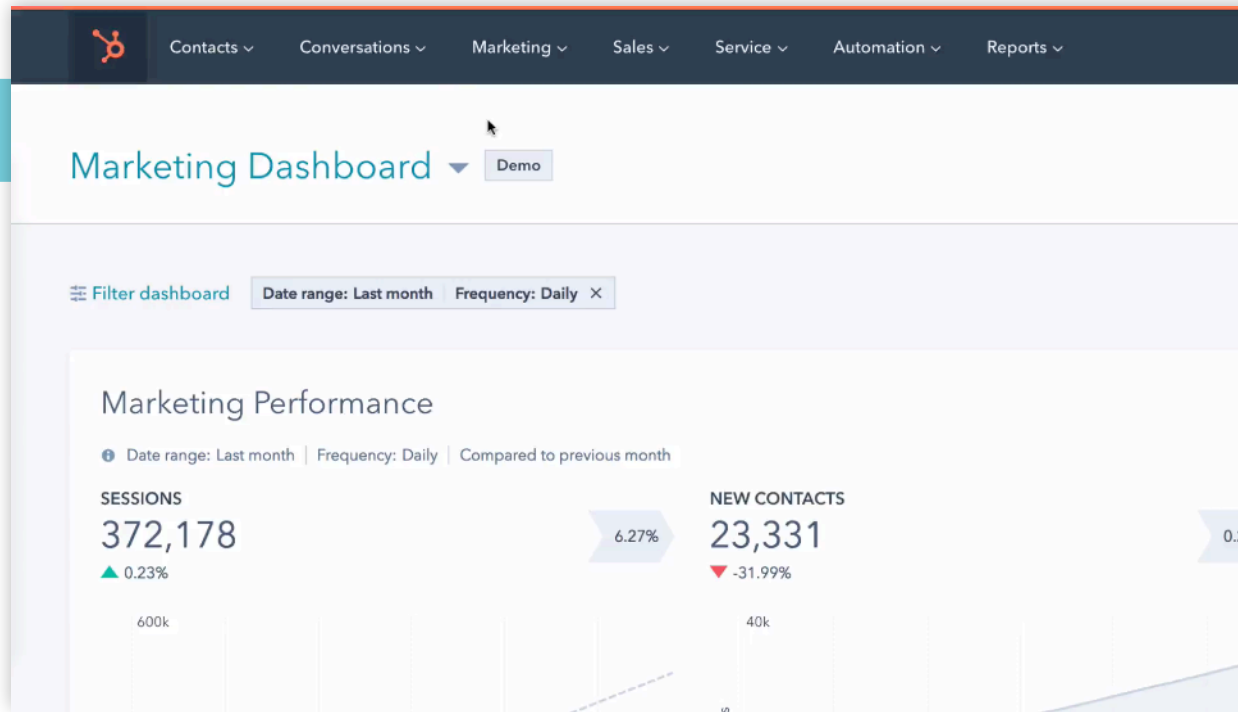 Contacts Conversations Marketing Sales Service Automation Reports
Marketing Dashboard Demo
Filter dashboard Date range: Last month Frequency: Daily
Marketing Performance
Date range: Last month Frequency: Daily Compared to previous month
SESSIONS NEW CONTACTS
372,178 6.27% 23,331
0.23% -31.99%
600k 40k